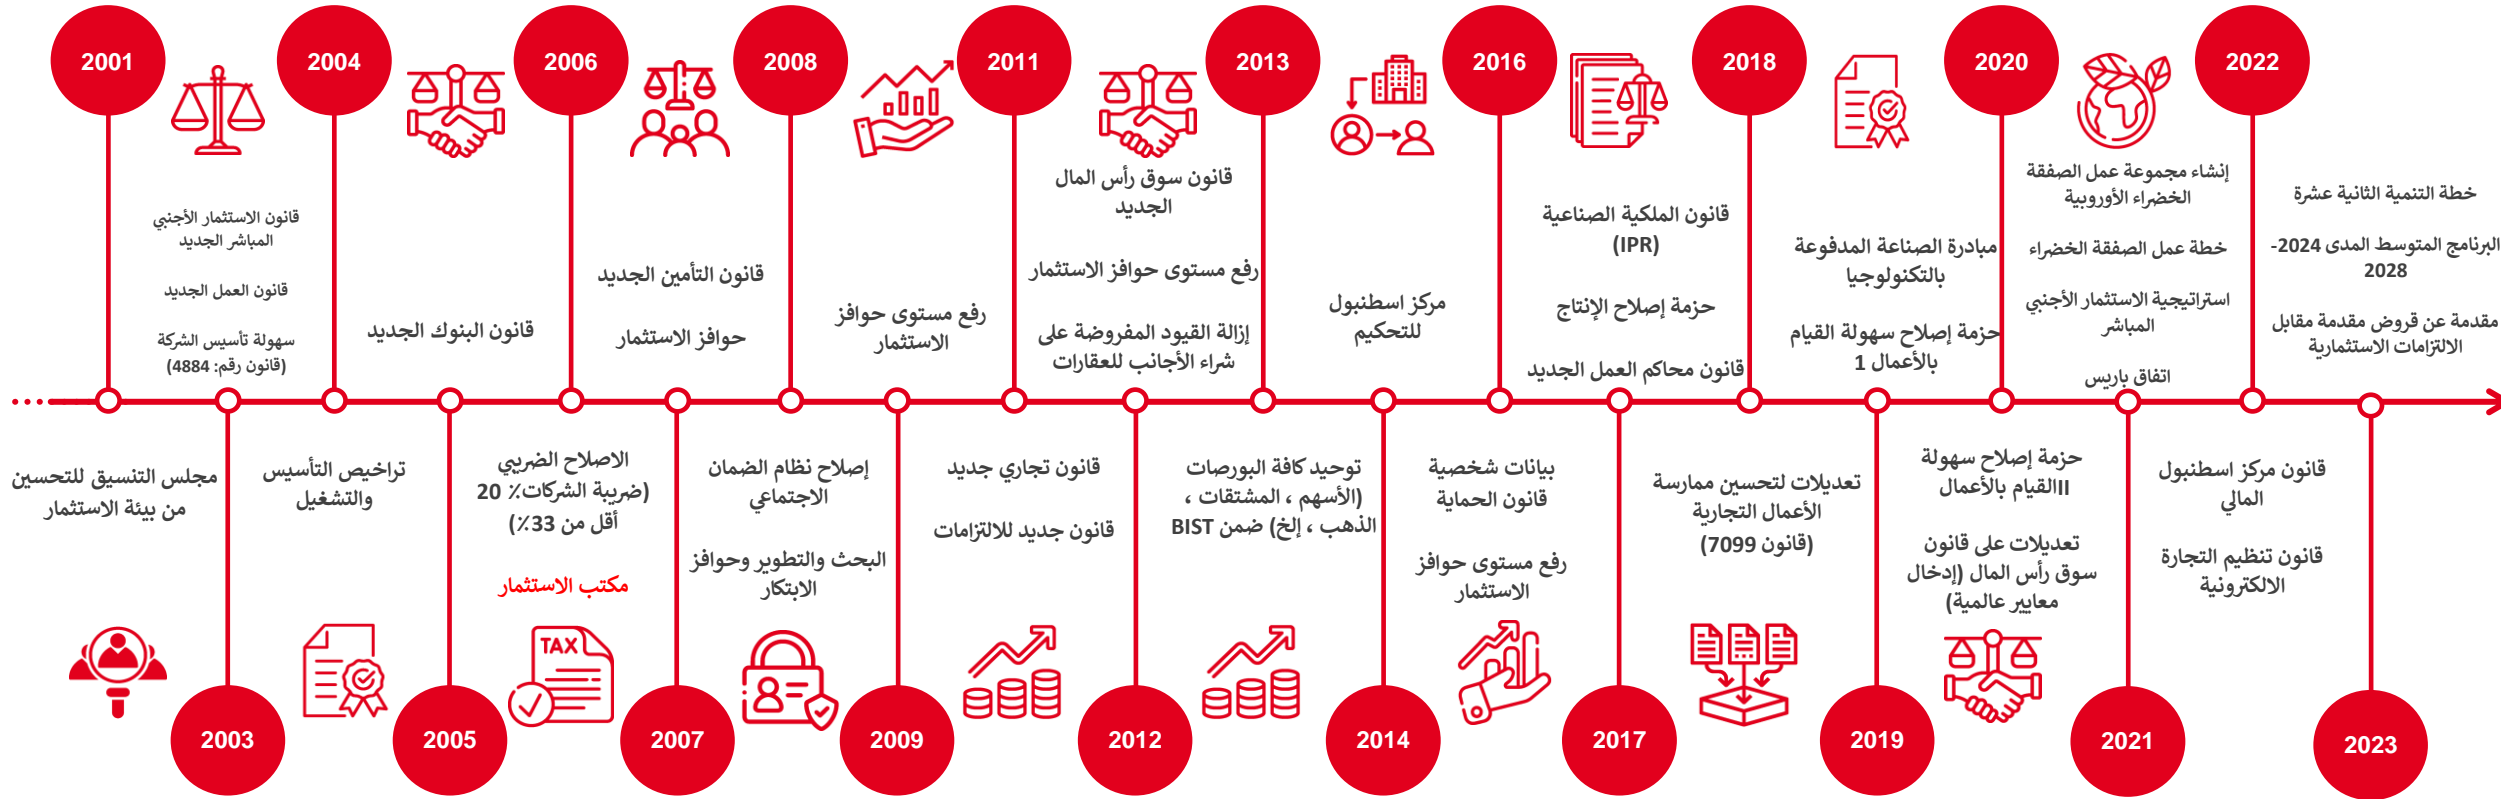 2001
قانون الاستثمار الأجنبي
المباشر الجديد
قانون العمل الجديد
سهولة تأسيس الشركة
(قانون رقم: 4884)
2004
قانون البنوك الجديد
2006
قانون التأمين الجديد
حوافز الاستثمار
2008
رفع مستوى حوافز
الاستثمار
2011
قانون سوق رأس المال
الجديد
رفع مستوى حوافز الاستثمار
إزالة القيود المفروضة على
شراء الأجانب للعقارات
2013
مركز اسطنبول
للتحكيم
2016
قانون الملكية الصناعية
(IPR)
حزمة إصلاح الإنتاج
قانون محاكم العمل الجديد
2018
مبادرة الصناعة المدفوعة
بالتكنولوجيا
حزمة إصلاح سهولة القيام
بالأعمال 1
2020
إنشاء مجموعة عمل الصفقة
الخضراء الأوروبية
خطة عمل الصفقة الخضراء
استراتيجية الاستثمار الأجنبي
المباشر
اتفاق باريس
2022
خطة التنمية الثانية عشرة
البرنامج المتوسط المدى 2024-
2028
مقدمة عن قروض مقدمة مقابل
الالتزامات الاستثمارية
مجلس التنسيق للتحسين
من بيئة الاستثمار
2003
تراخيص التأسيس
والتشغيل
2005
الاصلاح الضريبي
(ضريبة الشركات٪ 20
أقل من 33٪)
مكتب الاستثمار
TAX
2007
إصلاح نظام الضمان
الاجتماعي
البحث والتطوير وحوافز
الابتكار
2009
قانون تجاري جديد
قانون جديد للالتزامات
2012
توحيد كافة البورصات
(الأسهم ، المشتقات ،
الذهب ، إلخ) ضمن BIST
2014
بيانات شخصية
قانون الحماية
رفع مستوى حوافز
الاستثمار
2017
تعديلات لتحسين ممارسة
الأعمال التجارية
(قانون 7099)
2019
حزمة إصلاح سهولة
IIالقيام بالأعمال
تعديلات على قانون
سوق رأس المال (إدخال
معايير عالمية)
2021
قانون مركز اسطنبول
المالي
قانون تنظيم التجارة
الالكترونية
2023